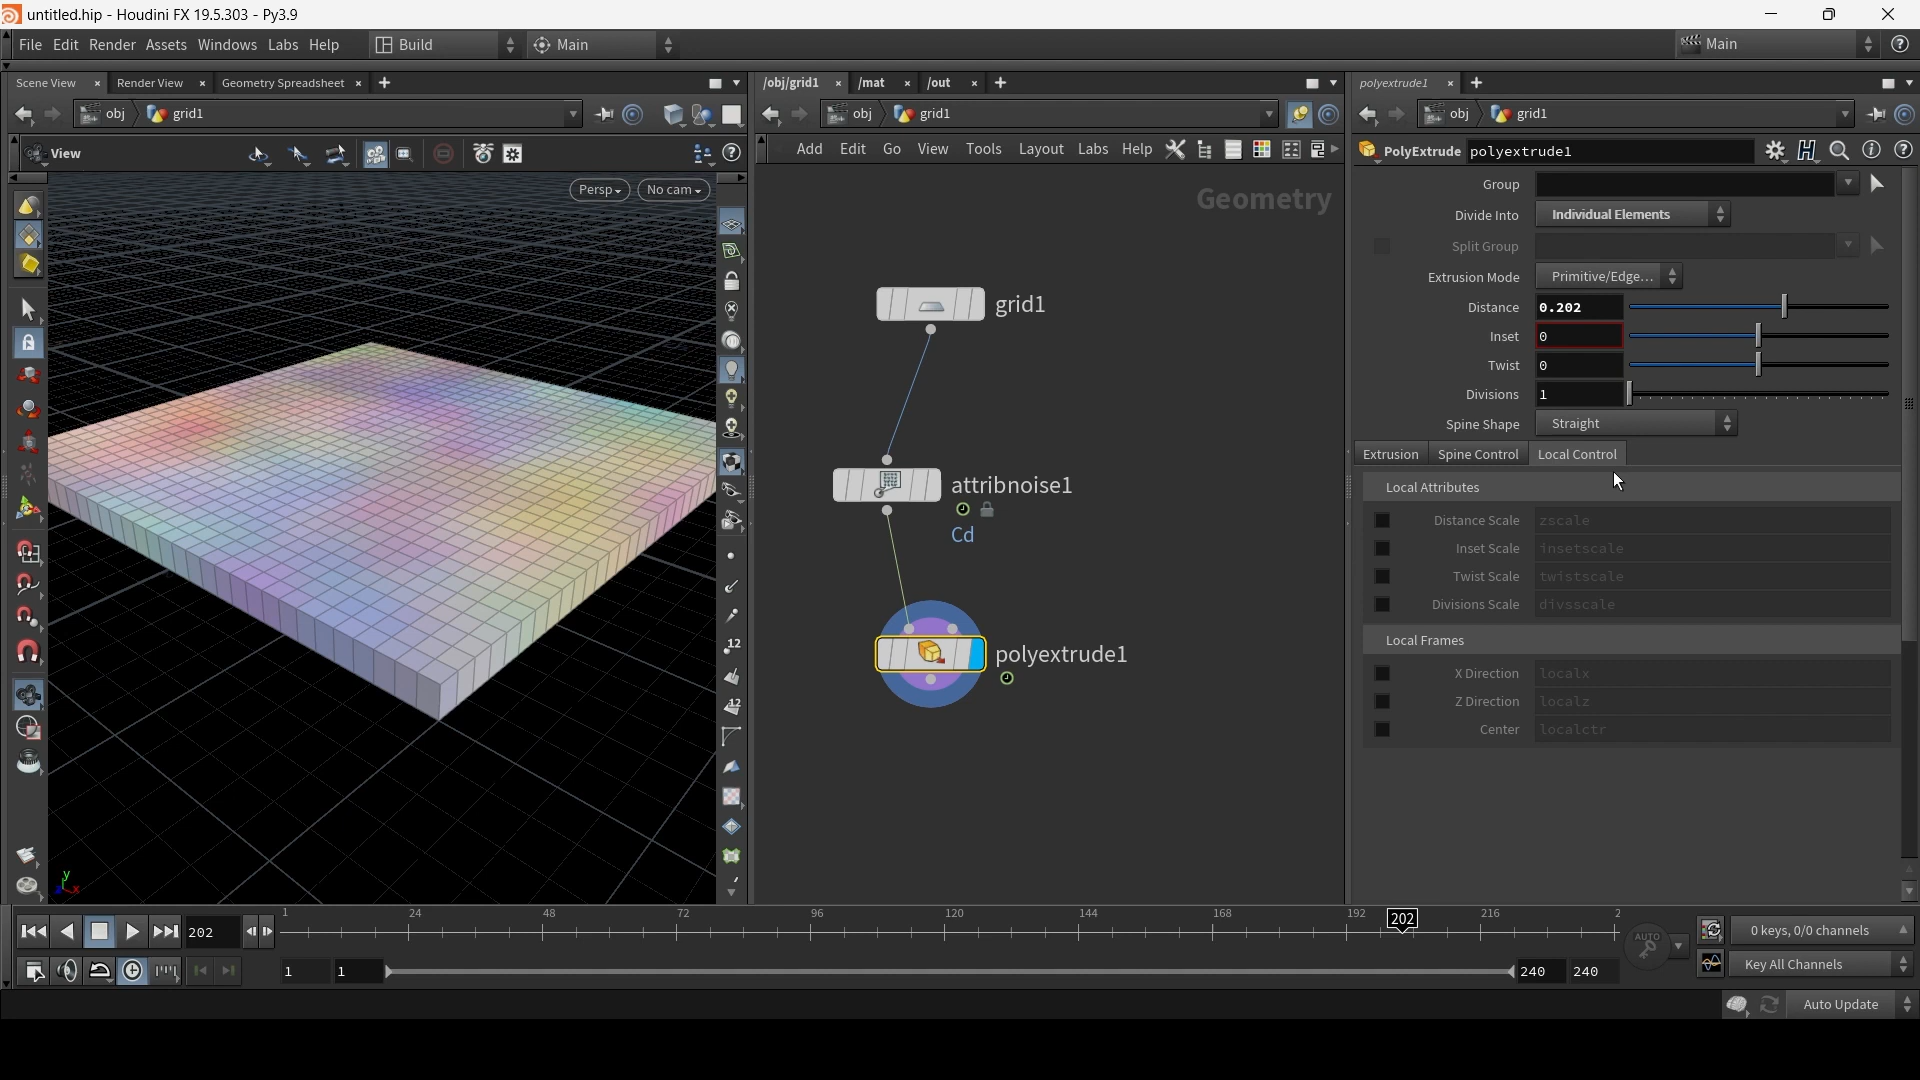 untitled.hip - Houdini FX 19.5.303 - Py3.9
File Edit Render Assets Windows Labs Help Build Main Main
Scene View Render View Geometry Spreadsheet
obj grid1
View
Persp No cam
12
12
y
x
/obj/grid1 /mat /out
obj grid1
Add Edit Go View Tools Layout Labs Help
Geometry
grid1
attribnoise1
Cd
polyextrude1
polyextrude1
obj grid1
PolyExtrude polyextrude1
Group
Divide Into Individual Elements
Split Group
Extrusion Mode Primitive/Edge...
Distance 0.202
Inset 0
Twist 0
Divisions 1
Spine Shape Straight
Extrusion Spine Control Local Control
Local Attributes
Distance Scale zscale
Inset Scale insetscale
Twist Scale twistscale
Divisions Scale divsscale
Local Frames
X Direction localx
Z Direction localz
Center localctr
1 24 48 72 96 120 144 168 192 216 2
202 202
AUTO
0 keys, 0/0 channels
1 1 240 240
Key All Channels
Auto Update